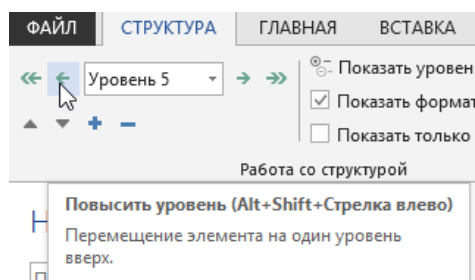 ФАЙЛ СТРУКТУРА ГЛАВНАЯ ВСТАВКА
Уровень 5
Показать уровен
Показать формат
Показать только
Работа со структурой
Повысить уровень (Alt+Shift+Стрелка влево)
Перемещение элемента на один уровень
вверх.